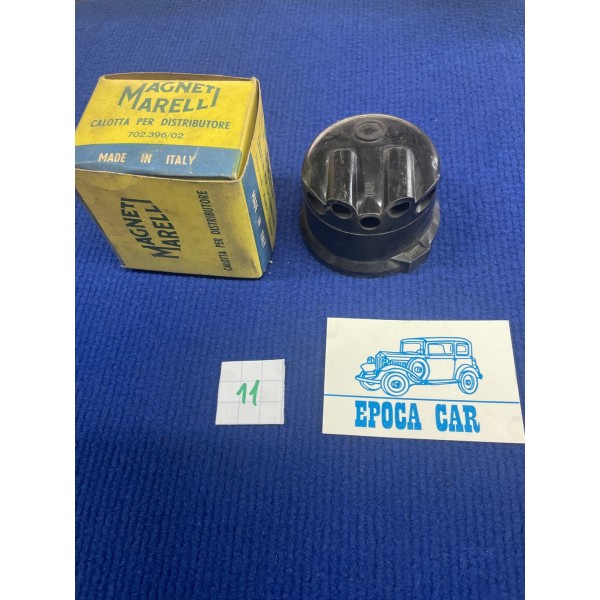 MAGNETI
MARELLI
CALOTTA PER DISTRIBUTORE
702.396/02
MADE IN ITALY
MAGNETI
MARELLI
CALOTTA PER DISTRIBUTORE
11
EPOCA CAR